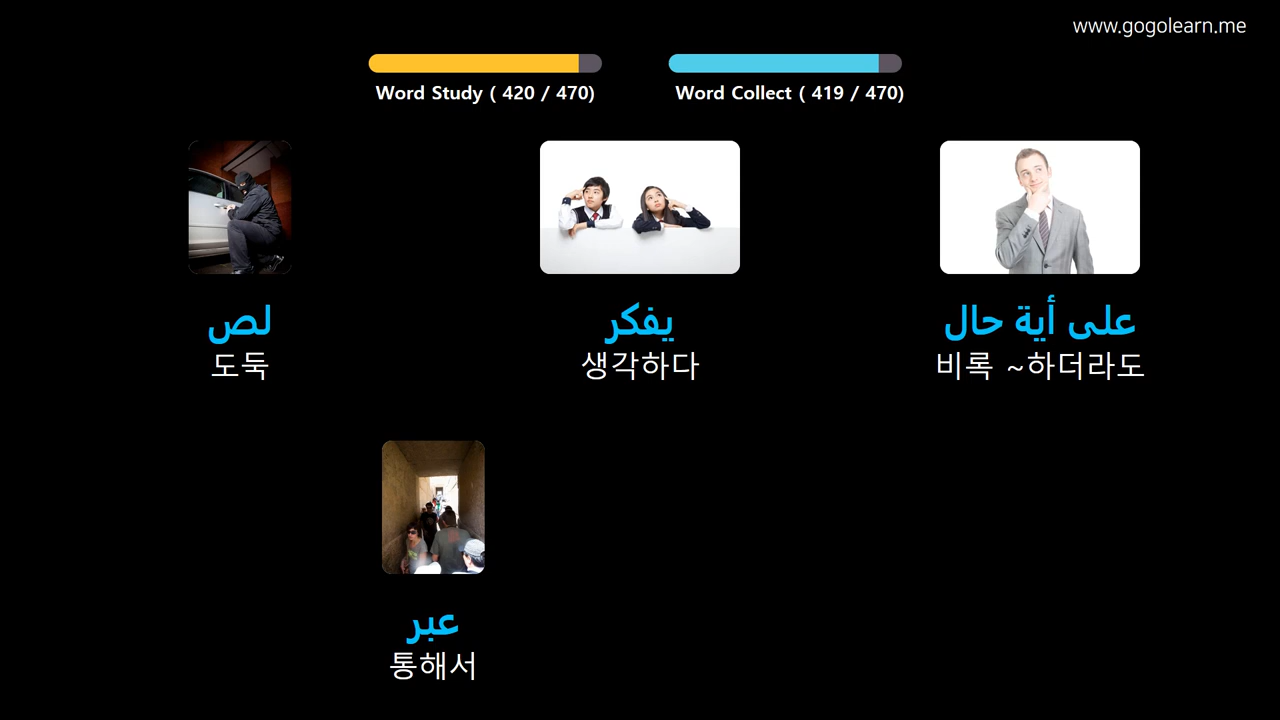 www.gogolearn.me
Word Study ( 420 / 470)
Word Collect ( 419 / 470)
لص
도둑
يفكر
생각하다
على أية حال
비록 ~하더라도
عبر
통해서